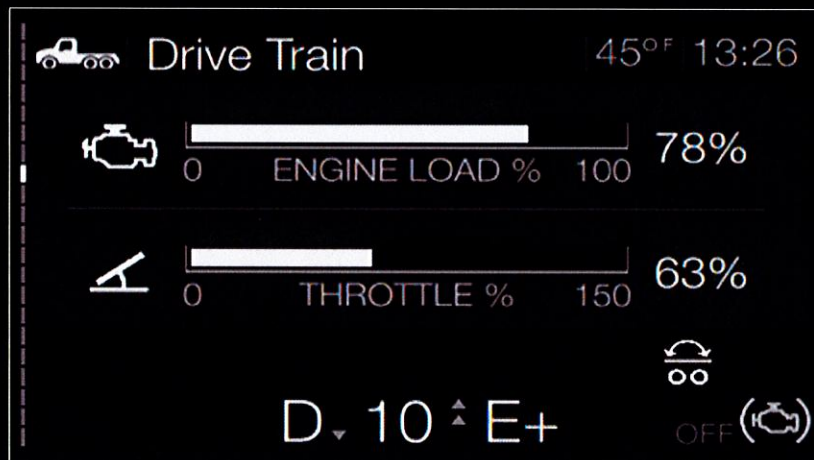 Drive Train 45°F 13:26
78%
0 ENGINE LOAD % 100
63%
0 THROTTLE % 150
D 10 E+
OFF